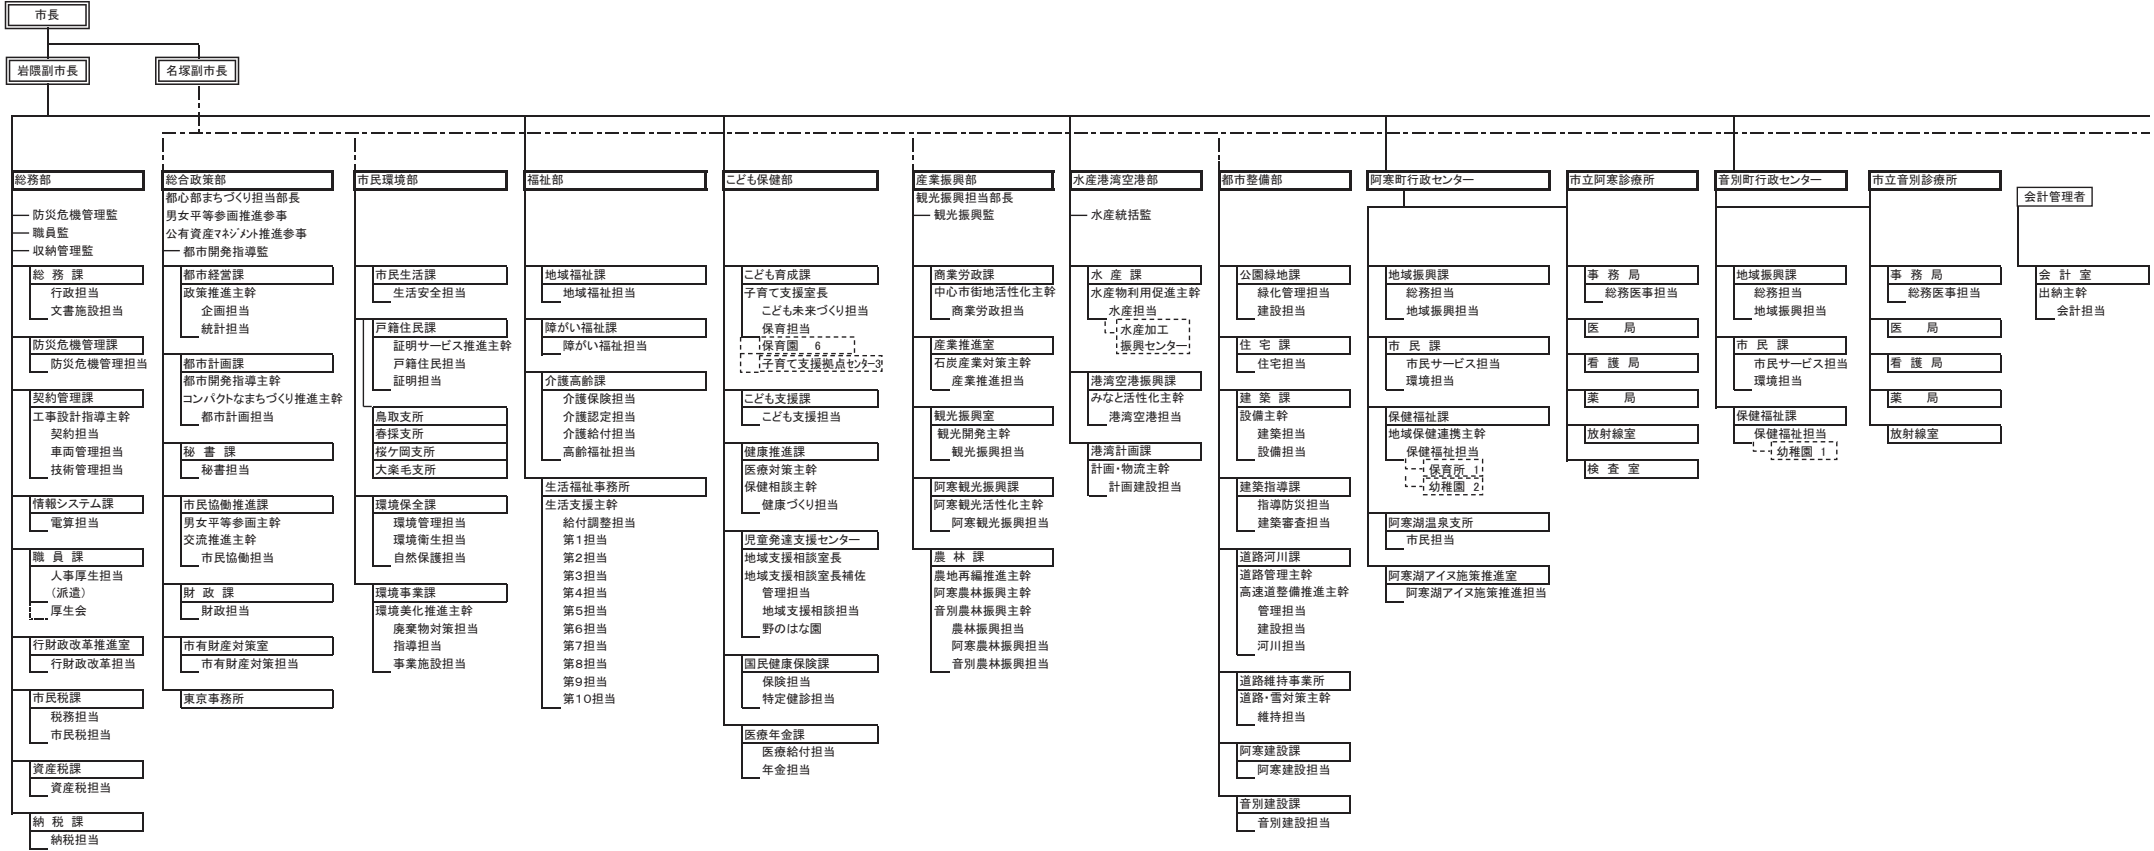 市長
岩隈副市長
名塚副市長
総務部
防災危機管理監
職員監
収納管理監
総 務 課
行政担当
文書施設担当
防災危機管理課
防災危機管理担当
契約管理課
工事設計指導主幹
契約担当
車両管理担当
技術管理担当
情報システム課
電算担当
職 員 課
人事厚生担当
(派遣)
厚生会
行財政改革推進室
行財政改革担当
市民税課
税務担当
市民税担当
資産税課
資産税担当
納 税 課
納税担当
総合政策部
都心部まちづくり担当部長
男女平等参画推進参事
公有資産マネジメント推進参事
都市開発指導監
都市経営課
政策推進主幹
企画担当
統計担当
都市計画課
都市開発指導主幹
コンパクトなまちづくり推進主幹
都市計画担当
秘 書 課
秘書担当
市民協働推進課
男女平等参画主幹
交流推進主幹
市民協働担当
財 政 課
財政担当
市有財産対策室
市有財産対策担当
東京事務所
市民環境部
市民生活課
生活安全担当
戸籍住民課
証明サービス推進主幹
戸籍住民担当
証明担当
鳥取支所
春採支所
桜ケ岡支所
大楽毛支所
環境保全課
環境管理担当
環境衛生担当
自然保護担当
環境事業課
環境美化推進主幹
廃棄物対策担当
指導担当
事業施設担当
福祉部
地域福祉課
地域福祉担当
障がい福祉課
障がい福祉担当
介護高齢課
介護保険担当
介護認定担当
介護給付担当
高齢福祉担当
生活福祉事務所
生活支援主幹
給付調整担当
第1担当
第2担当
第3担当
第4担当
第5担当
第6担当
第7担当
第8担当
第9担当
第10担当
こども保健部
こども育成課
子育て支援室長
こども未来づくり担当
保育担当
保育園 6
子育て支援拠点センター3
こども支援課
こども支援担当
健康推進課
医療対策主幹
保健相談主幹
健康づくり担当
児童発達支援センター
地域支援相談室長
地域支援相談室長補佐
管理担当
地域支援相談担当
野のはな園
国民健康保険課
保険担当
特定健診担当
医療年金課
医療給付担当
年金担当
産業振興部
観光振興担当部長
観光振興監
商業労政課
中心市街地活性化主幹
商業労政担当
産業推進室
石炭産業対策主幹
産業推進担当
観光振興室
観光開発主幹
観光振興担当
阿寒観光振興課
阿寒観光活性化主幹
阿寒観光振興担当
農 林 課
農地再編推進主幹
阿寒農林振興主幹
音別農林振興主幹
農林振興担当
阿寒農林振興担当
音別農林振興担当
水産港湾空港部
水産統括監
水 産 課
水産物利用促進主幹
水産担当
水産加工
振興センター
港湾空港振興課
みなと活性化主幹
港湾空港担当
港湾計画課
計画・物流主幹
計画建設担当
都市整備部
公園緑地課
緑化管理担当
建設担当
住 宅 課
住宅担当
建 築 課
設備主幹
建築担当
設備担当
建築指導課
指導防災担当
建築審査担当
道路河川課
道路管理主幹
高速道整備推進主幹
管理担当
建設担当
河川担当
道路維持事業所
道路・雪対策主幹
維持担当
阿寒建設課
阿寒建設担当
音別建設課
音別建設担当
阿寒町行政センター
地域振興課
総務担当
地域振興担当
市 民 課
市民サービス担当
環境担当
保健福祉課
地域保健連携主幹
保健福祉担当
保育所 1
幼稚園 2
阿寒湖温泉支所
市民担当
阿寒湖アイヌ施策推進室
阿寒湖アイヌ施策推進担当
市立阿寒診療所
事 務 局
総務医事担当
医 局
看 護 局
薬 局
放射線室
検 査 室
音別町行政センター
地域振興課
総務担当
地域振興担当
市 民 課
市民サービス担当
環境担当
保健福祉課
保健福祉担当
幼稚園 1
市立音別診療所
事 務 局
総務医事担当
医 局
看 護 局
薬 局
放射線室
会計管理者
会 計 室
出納主幹
会計担当